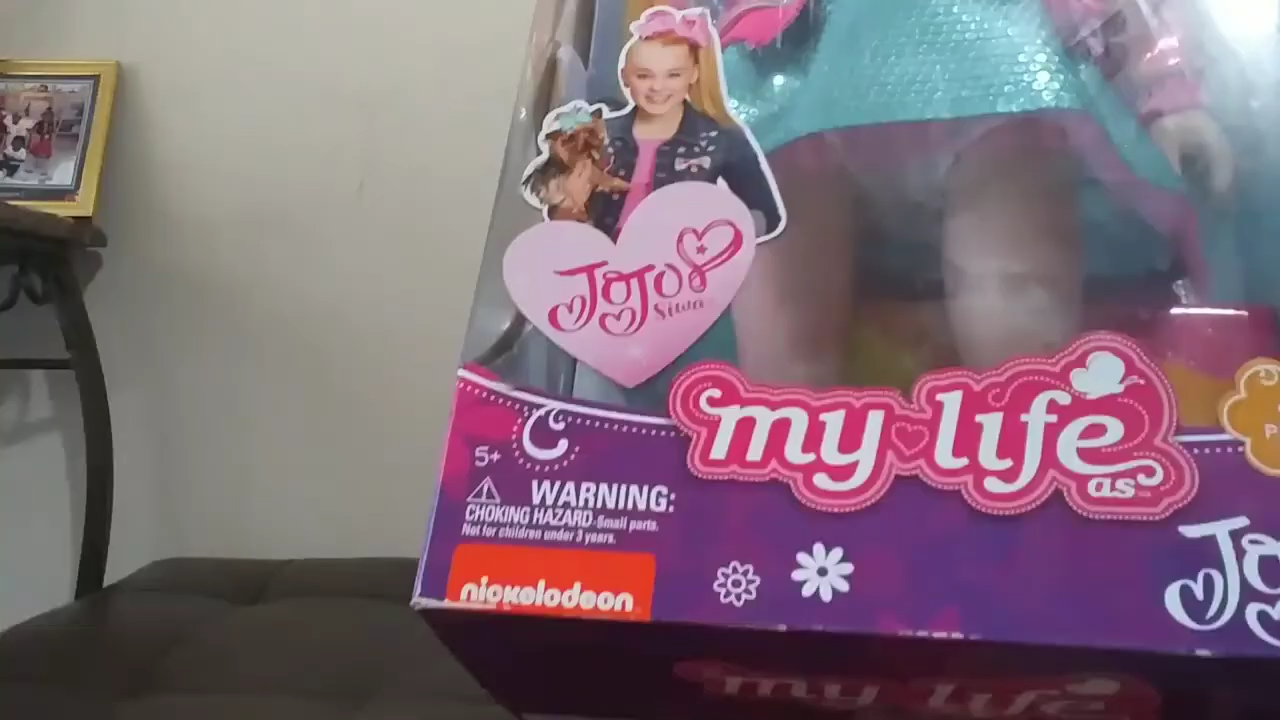 JoJo
Siwa
my life
as
5+
WARNING:
CHOKING HAZARD-Small parts.
Not for children under 3 years.
nickelodeon
my life